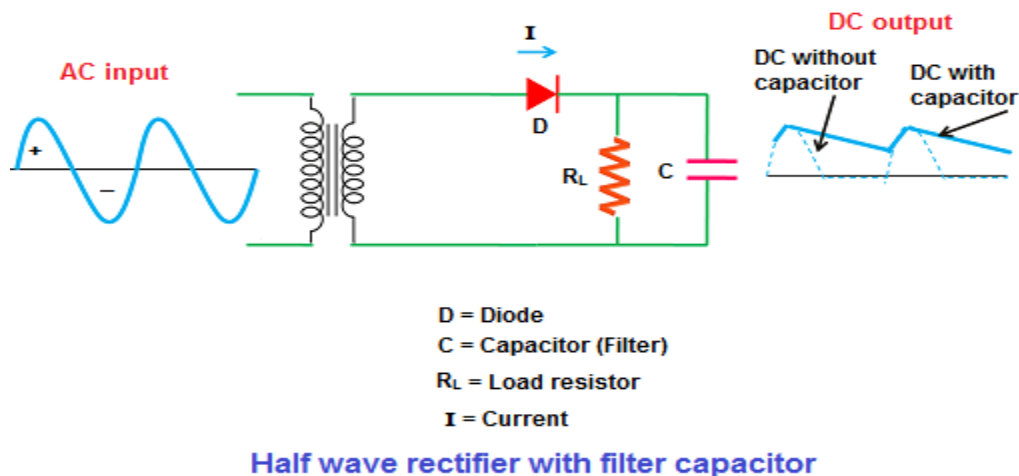 AC input
+
−
I
D
RL
C
DC output
DC without
capacitor
DC with
capacitor
D = Diode
C = Capacitor (Filter)
RL = Load resistor
I = Current
Half wave rectifier with filter capacitor